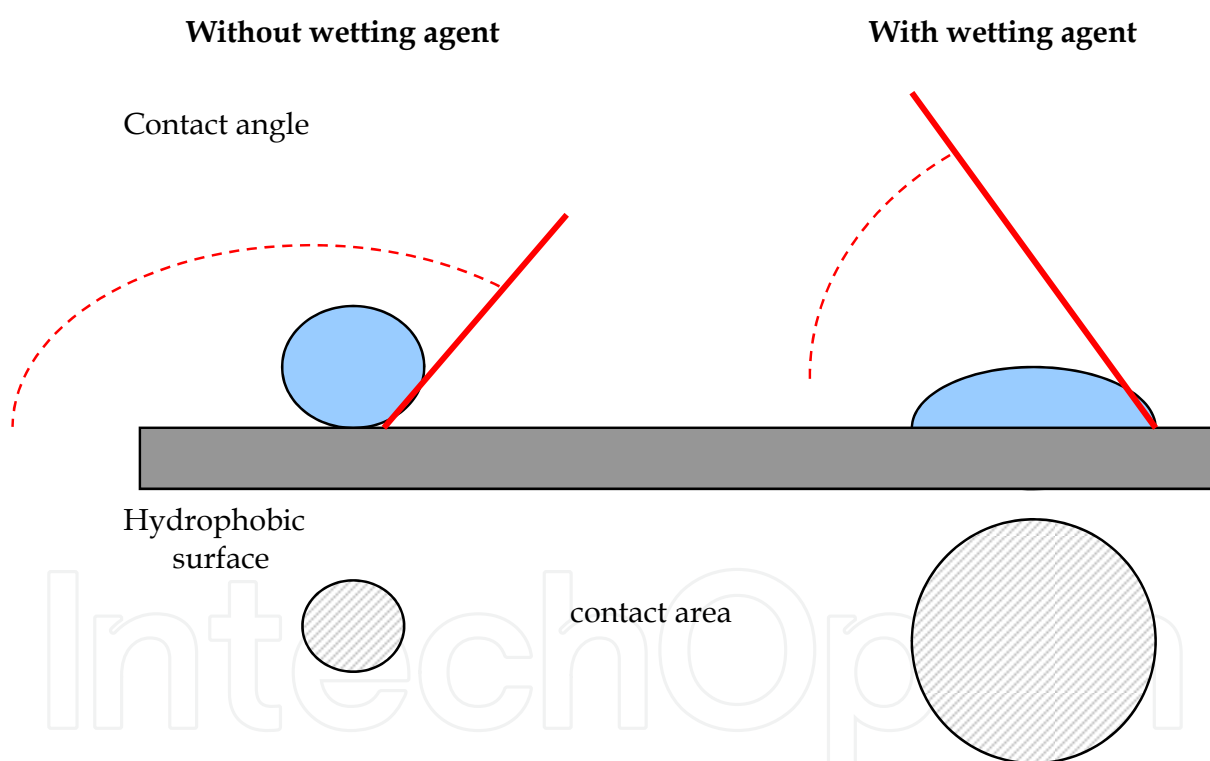 Without wetting agent
With wetting agent
Contact angle
Hydrophobic
surface
contact area
IntechOpen